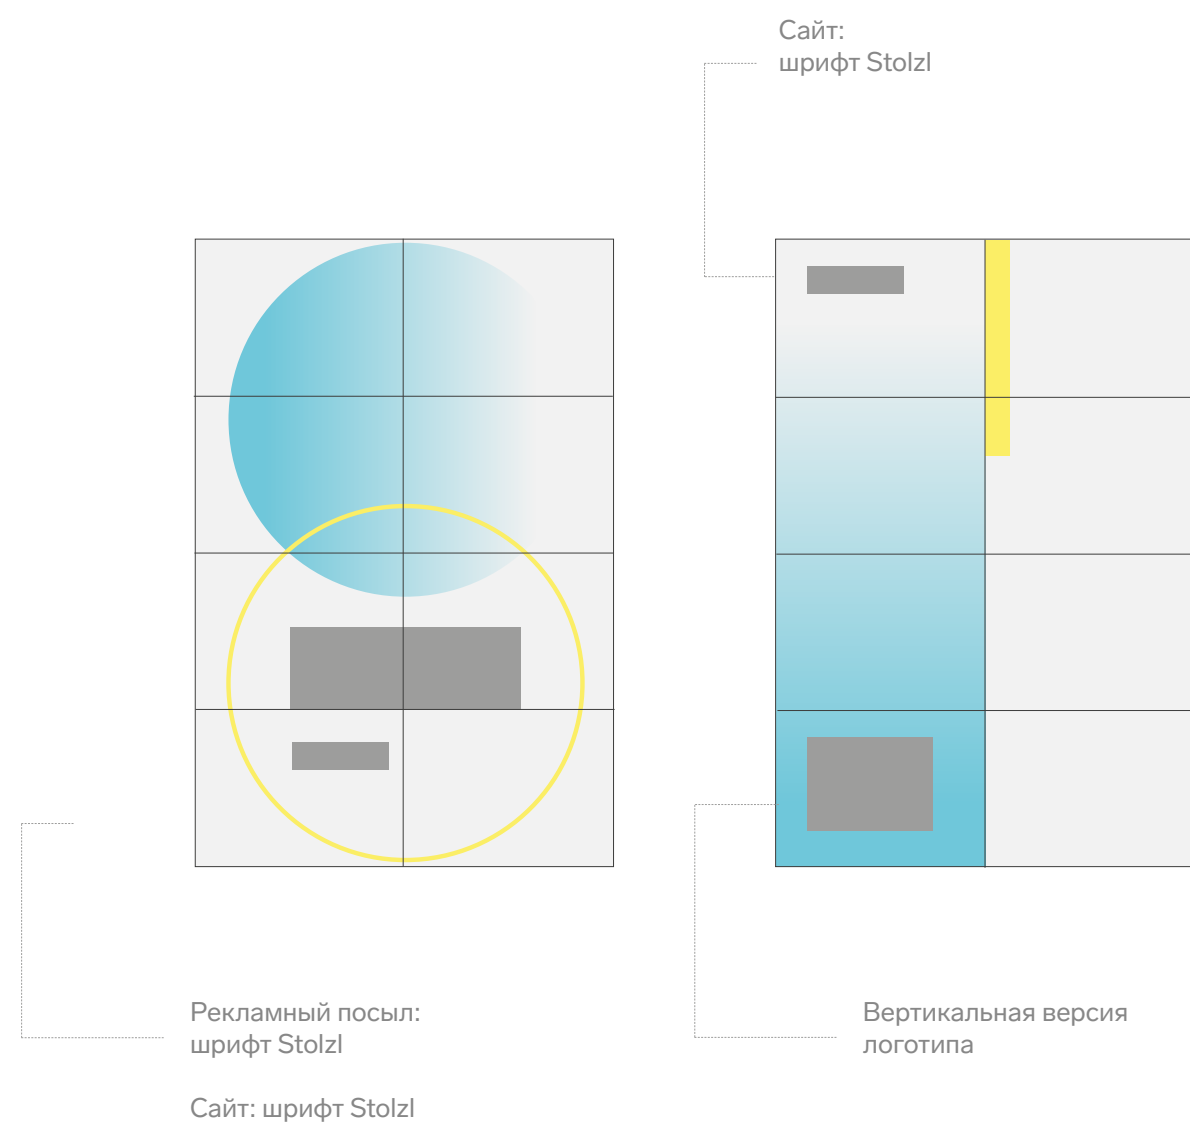 Сайт:
шрифт Stolzl
Рекламный посыл:
шрифт Stolzl
Сайт: шрифт Stolzl
Вертикальная версия
логотипа